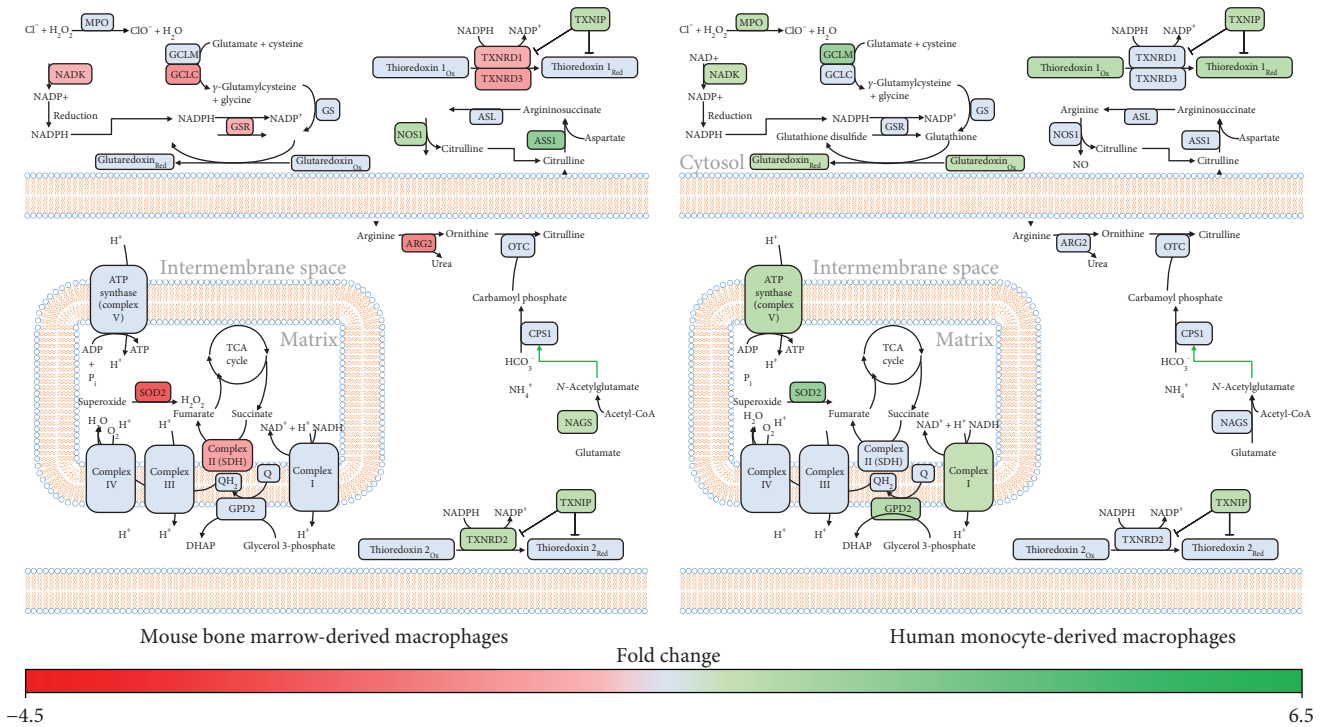 MPO
Cl⁻ + H₂O₂
ClO⁻ + H₂O
GCLM
Glutamate + cysteine
GCLC
NADK
NADP+
γ-Glutamylcysteine
+ glycine
Reduction
NADPH
NADPH
NADP⁺
GSR
GS
Glutaredoxin Red
Glutaredoxin Ox
NADPH
NADP⁺
TXNIP
TXNRD1
Thioredoxin 1 Ox
TXNRD3
Thioredoxin 1 Red
ASL
Argininosuccinate
NOS1
ASS1
Aspartate
Citrulline
Citrulline
Arginine
ARG2
Ornithine
Urea
OTC
Citrulline
Carbamoyl phosphate
CPS1
HCO₃⁻
NH₄⁺
N-Acetylglutamate
Acetyl-CoA
NAGS
Glutamate
H⁺
Intermembrane space
ATP
synthase
(complex
V)
Matrix
ADP
+
Pᵢ
ATP
H⁺
TCA
cycle
SOD2
Superoxide
H₂O₂
Fumarate
Succinate
H₂O
O₂
H⁺
H⁺
NAD⁺ + H⁺
NADH
Complex
IV
Complex
III
Complex
II (SDH)
Complex
I
QH₂
Q
GPD2
H⁺
H⁺
H⁺
DHAP
Glycerol 3-phosphate
NADPH
NADP⁺
TXNIP
TXNRD2
Thioredoxin 2 Ox
Thioredoxin 2 Red
Mouse bone marrow-derived macrophages
MPO
Cl⁻ + H₂O₂
ClO⁻ + H₂O
NAD+
GCLM
Glutamate + cysteine
GCLC
NADK
NADP+
γ-Glutamylcysteine
+ glycine
Reduction
NADPH
NADPH
NADP⁺
GSR
GS
Glutathione disulfide
Glutathione
Cytosol
Glutaredoxin Red
Glutaredoxin Ox
NADPH
NADP⁺
TXNIP
TXNRD1
Thioredoxin 1 Ox
TXNRD3
Thioredoxin 1 Red
Arginine
ASL
Argininosuccinate
NOS1
ASS1
Aspartate
Citrulline
NO
Citrulline
Arginine
ARG2
Ornithine
Urea
OTC
Citrulline
Carbamoyl phosphate
CPS1
HCO₃⁻
NH₄⁺
N-Acetylglutamate
Acetyl-CoA
NAGS
Glutamate
H⁺
Intermembrane space
ATP
synthase
(complex
V)
Matrix
ADP
+
Pᵢ
ATP
H⁺
TCA
cycle
SOD2
Superoxide
H₂O₂
Fumarate
Succinate
H₂O
O₂
H⁺
H⁺
NAD⁺ + H⁺
NADH
Complex
IV
Complex
III
Complex
II (SDH)
Complex
I
QH₂
Q
GPD2
H⁺
H⁺
H⁺
DHAP
Glycerol 3-phosphate
NADPH
NADP⁺
TXNIP
TXNRD2
Thioredoxin 2 Ox
Thioredoxin 2 Red
Human monocyte-derived macrophages
Fold change
−4.5
6.5